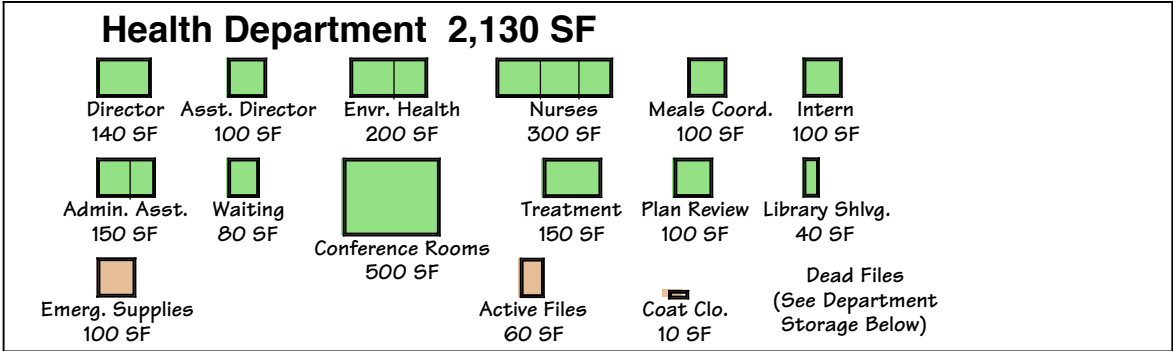 Health Department 2,130 SF
Director
140 SF
Asst. Director
100 SF
Envr. Health
200 SF
Nurses
300 SF
Meals Coord.
100 SF
Intern
100 SF
Admin. Asst.
150 SF
Waiting
80 SF
Conference Rooms
500 SF
Treatment
150 SF
Plan Review
100 SF
Library Shlvg.
40 SF
Emerg. Supplies
100 SF
Active Files
60 SF
Coat Clo.
10 SF
Dead Files
(See Department
Storage Below)